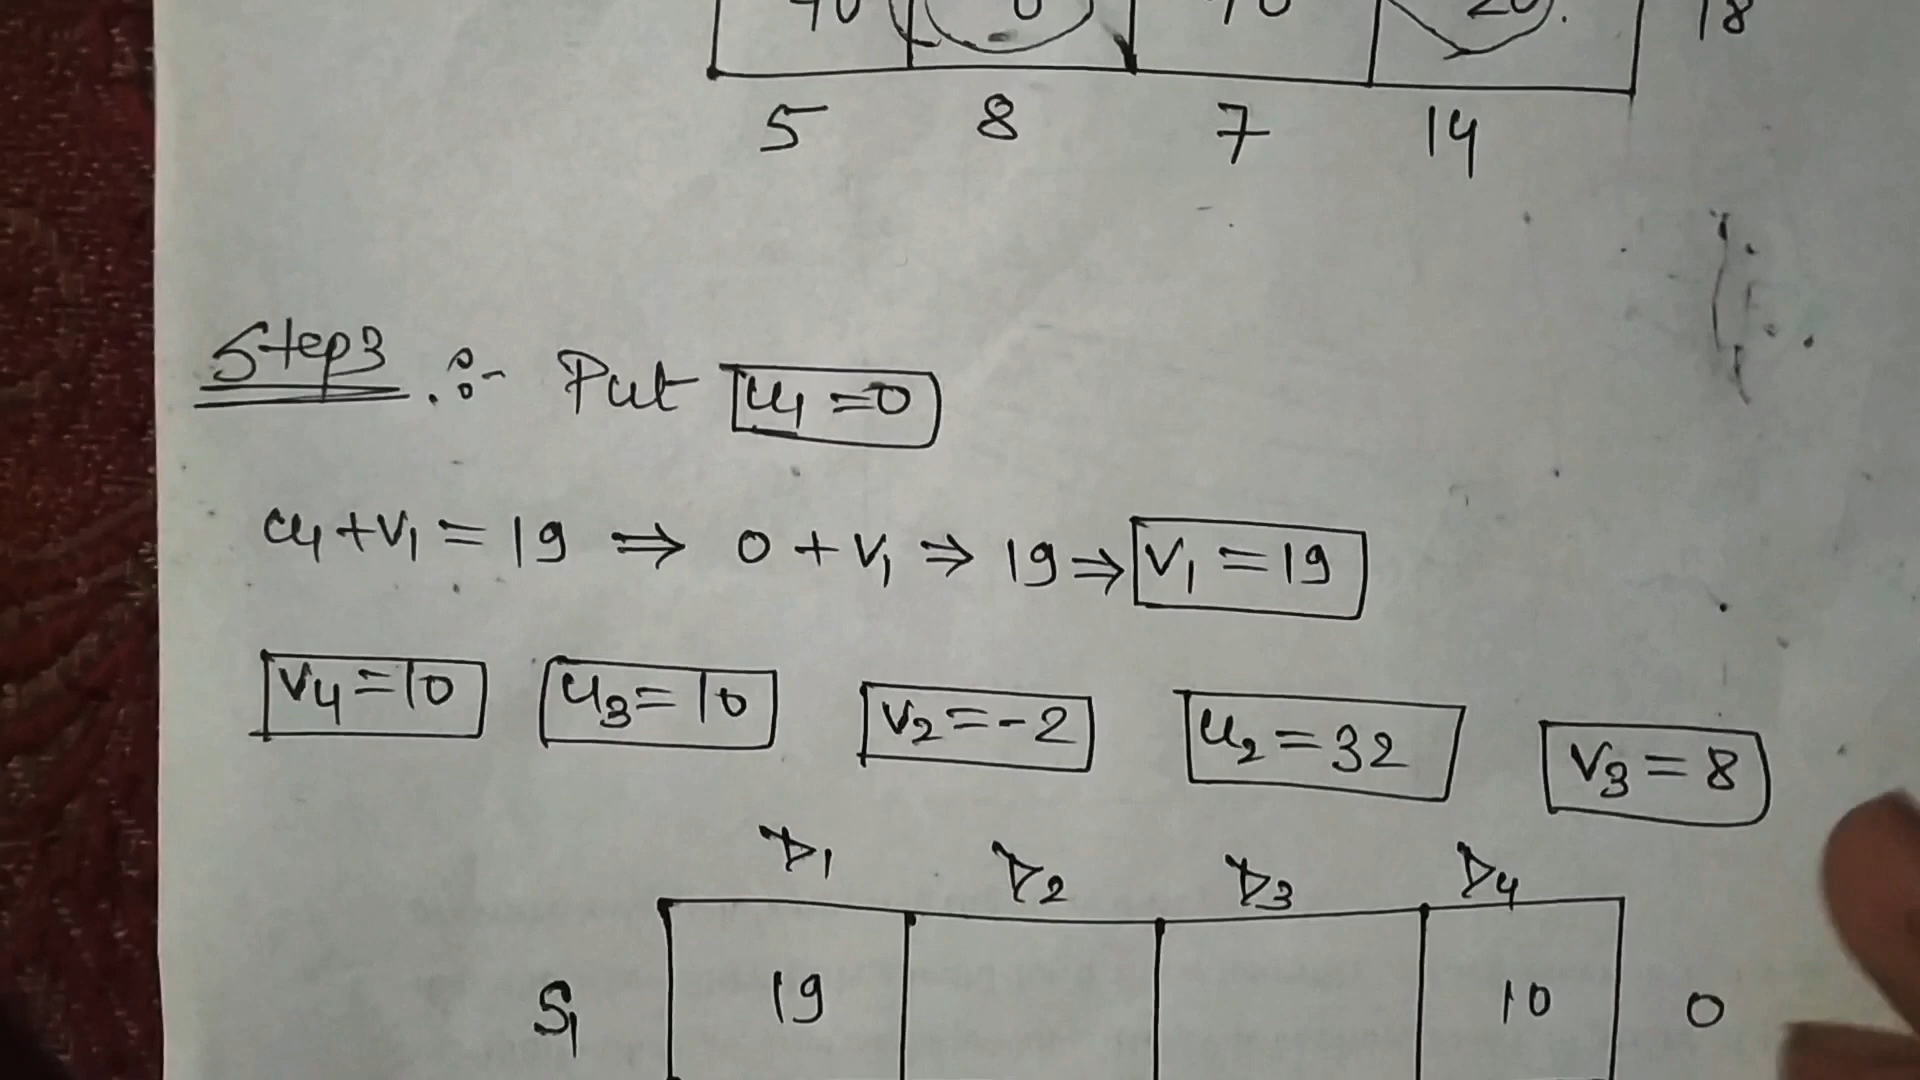 18
5 8 7 14
Step3 :- Put u1 = 0
u1 + v1 = 19 ⇒ 0 + v1 ⇒ 19 ⇒ v1 = 19
v4 = 10 u3 = 10 v2 = -2 u2 = 32 v3 = 8
D1 D2 D3 D4
S1 19 10 0